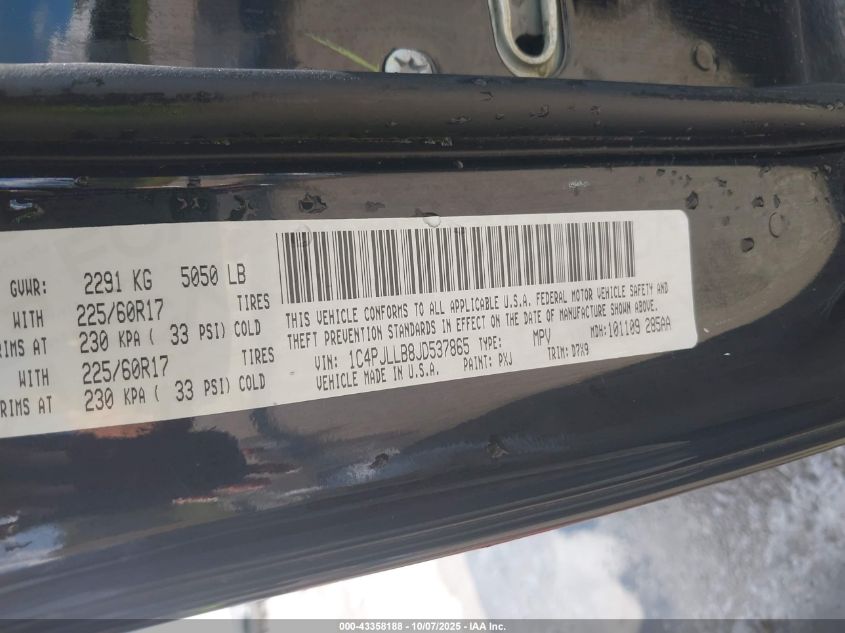 GVWR: 2291 KG 5050 LB
WITH 225/60R17 TIRES
RIMS AT 230 KPA ( 33 PSI) COLD
WITH 225/60R17 TIRES
RIMS AT 230 KPA ( 33 PSI) COLD
THIS VEHICLE CONFORMS TO ALL APPLICABLE U.S.A. FEDERAL MOTOR VEHICLE SAFETY AND
THEFT PREVENTION STANDARDS IN EFFECT ON THE DATE OF MANUFACTURE SHOWN ABOVE.
VIN: 1C4PJLLB8JD537865 TYPE: MPV MDH:101109 285AA
VEHICLE MADE IN U.S.A. PAINT: PXJ TRIM: D7X9
000-43358188 - 10/07/2025 - IAA Inc.